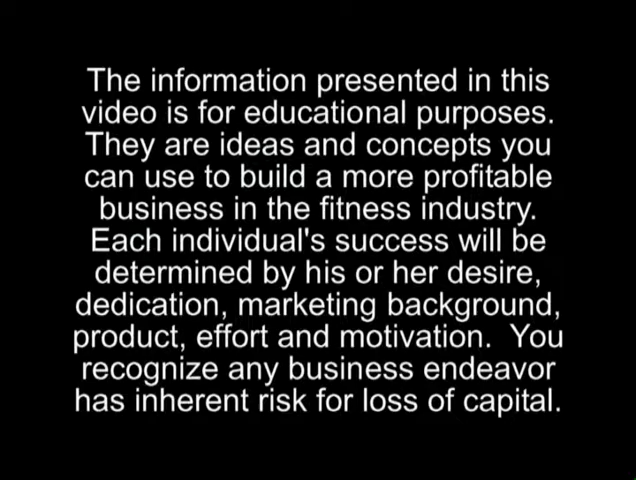 The information presented in this
video is for educational purposes.
They are ideas and concepts you
can use to build a more profitable
business in the fitness industry.
Each individual's success will be
determined by his or her desire,
dedication, marketing background,
product, effort and motivation.  You
recognize any business endeavor
has inherent risk for loss of capital.